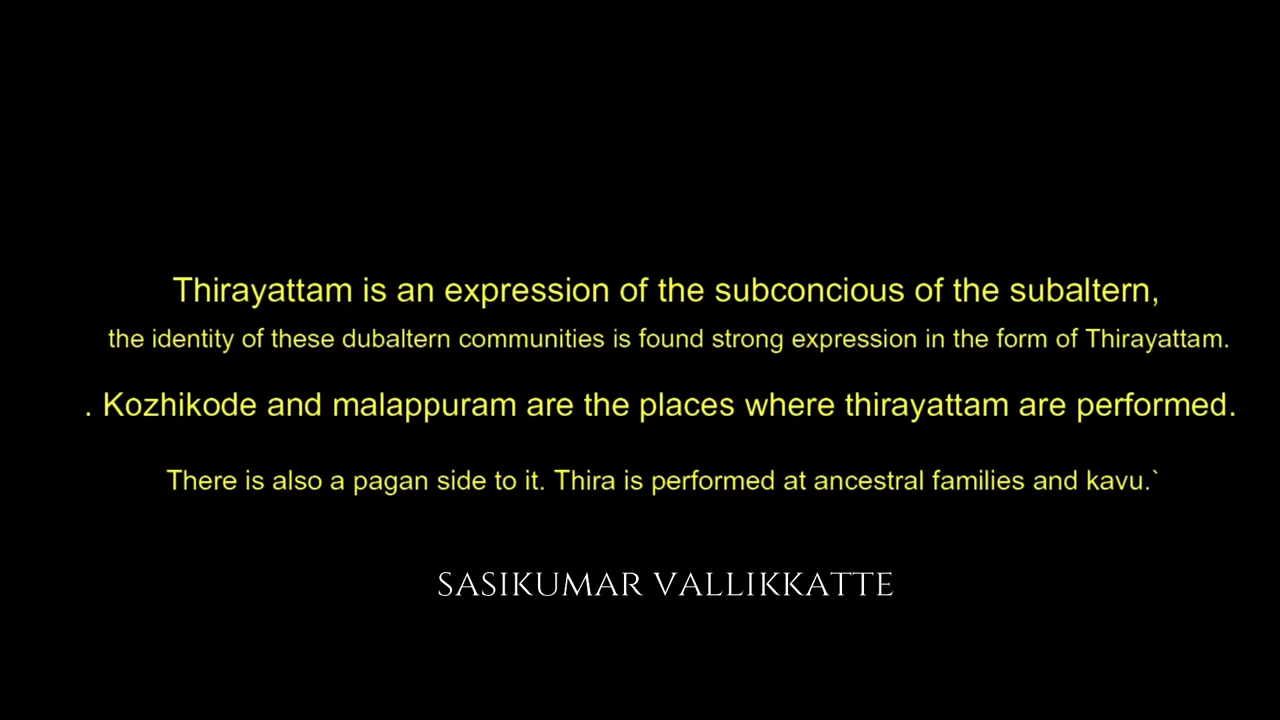 Thirayattam is an expression of the subconcious of the subaltern,
the identity of these dubaltern communities is found strong expression in the form of Thirayattam.
. Kozhikode and malappuram are the places where thirayattam are performed.
There is also a pagan side to it. Thira is performed at ancestral families and kavu.`
SASIKUMAR VALLIKKATTE